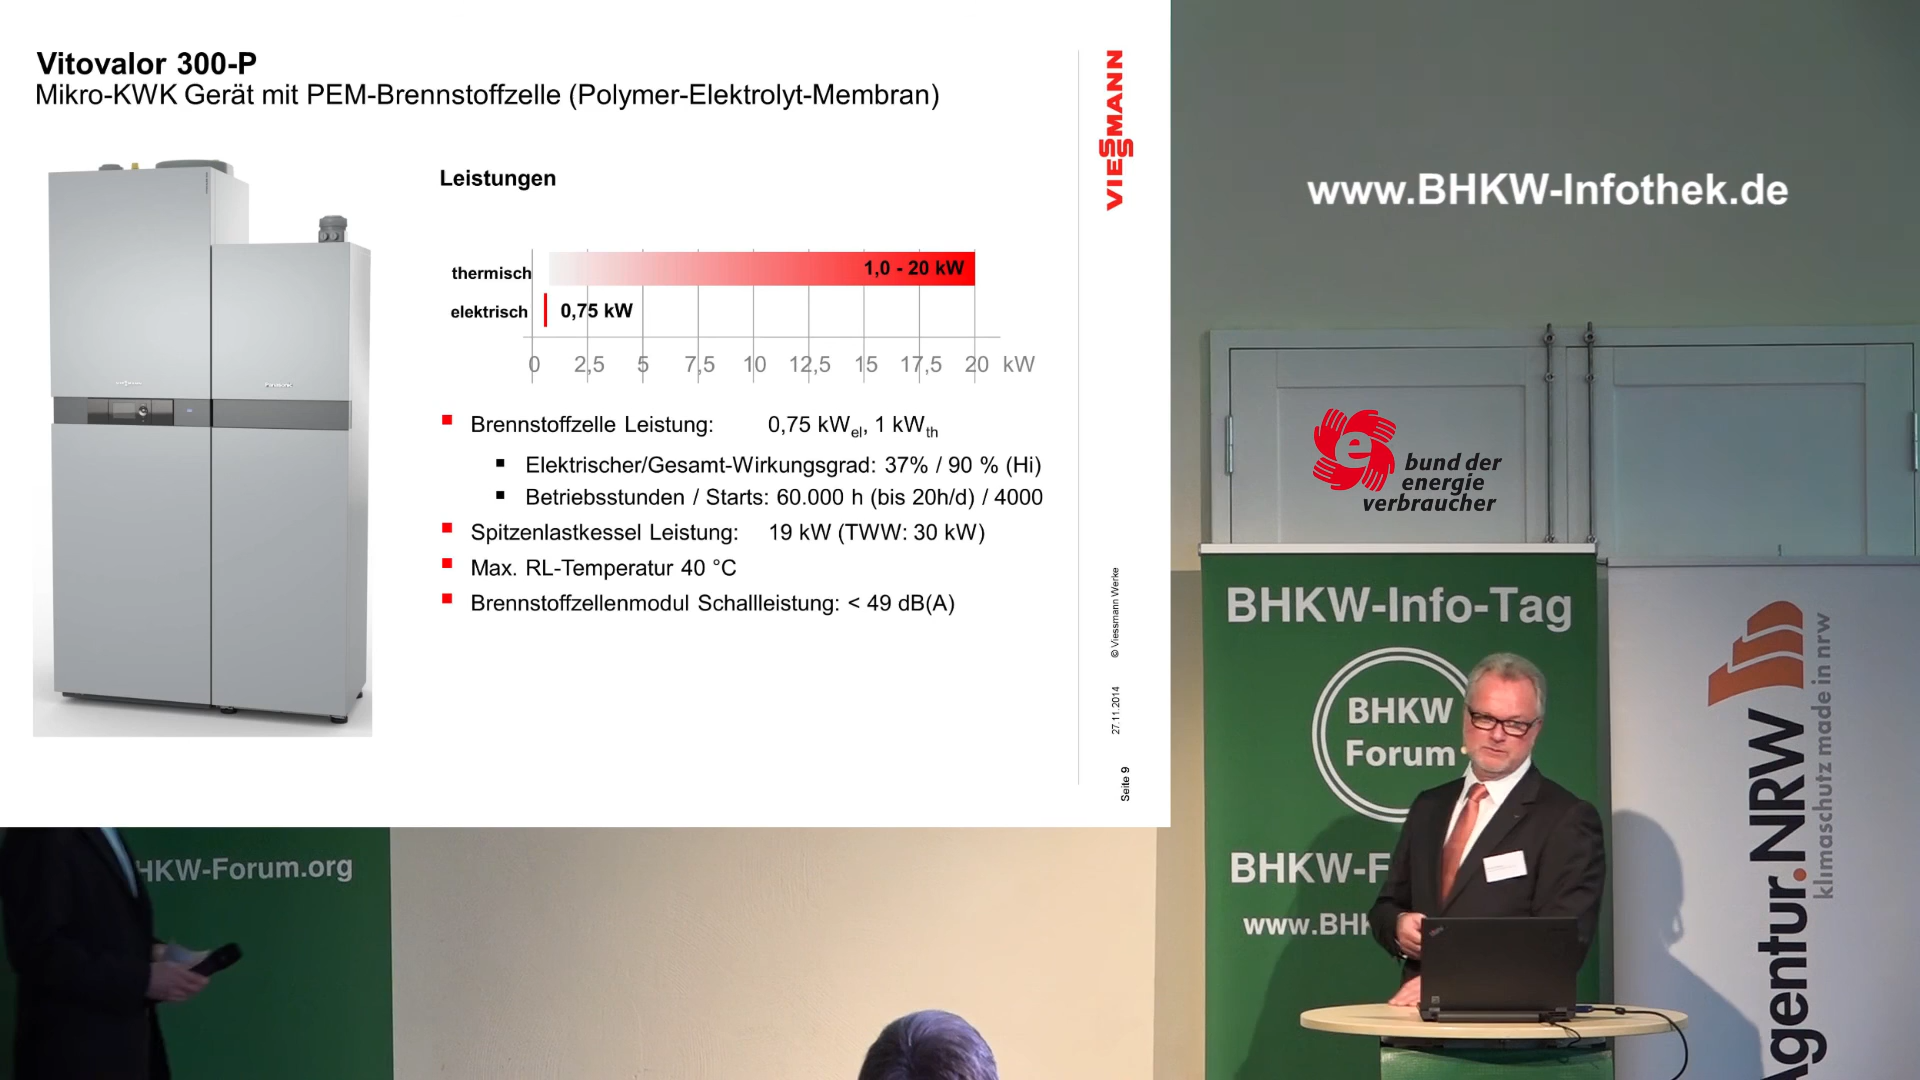 Vitovalor 300-P
Mikro-KWK Gerät mit PEM-Brennstoffzelle (Polymer-Elektrolyt-Membran)
VIESSMANN
Leistungen
thermisch
1,0 - 20 kW
elektrisch
0,75 kW
0 2,5 5 7,5 10 12,5 15 17,5 20 kW
Brennstoffzelle Leistung: 0,75 kWel, 1 kWth
Elektrischer/Gesamt-Wirkungsgrad: 37% / 90 % (Hi)
Betriebsstunden / Starts: 60.000 h (bis 20h/d) / 4000
Spitzenlastkessel Leistung: 19 kW (TWW: 30 kW)
Max. RL-Temperatur 40 °C
Brennstoffzellenmodul Schallleistung: < 49 dB(A)
© Viessmann Werke
27.11.2014
Seite 9
www.BHKW-Infothek.de
e
bund der
energie
verbraucher
BHKW-Info-Tag
BHKW
Forum
BHKW-F
www.BHK
Agentur.NRW
klimaschutz made in nrw
HKW-Forum.org